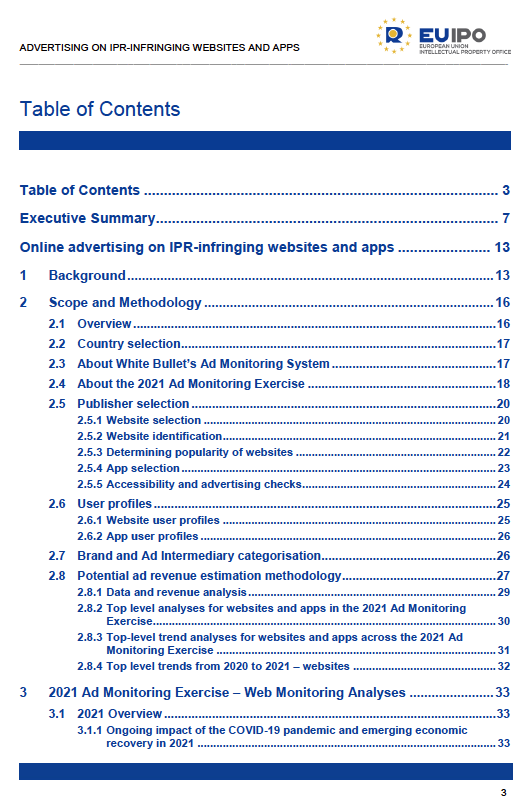 ADVERTISING ON IPR-INFRINGING WEBSITES AND APPS
EUIPO
EUROPEAN UNION
INTELLECTUAL PROPERTY OFFICE
Table of Contents
Table of Contents ........ 3
Executive Summary ........ 7
Online advertising on IPR-infringing websites and apps ........ 13
1 Background ........ 13
2 Scope and Methodology ........ 16
2.1 Overview ........ 16
2.2 Country selection ........ 17
2.3 About White Bullet's Ad Monitoring System ........ 17
2.4 About the 2021 Ad Monitoring Exercise ........ 18
2.5 Publisher selection ........ 20
2.5.1 Website selection ........ 20
2.5.2 Website identification ........ 21
2.5.3 Determining popularity of websites ........ 22
2.5.4 App selection ........ 23
2.5.5 Accessibility and advertising checks ........ 24
2.6 User profiles ........ 25
2.6.1 Website user profiles ........ 25
2.6.2 App user profiles ........ 26
2.7 Brand and Ad Intermediary categorisation ........ 26
2.8 Potential ad revenue estimation methodology ........ 27
2.8.1 Data and revenue analysis ........ 29
2.8.2 Top level analyses for websites and apps in the 2021 Ad Monitoring
Exercise ........ 30
2.8.3 Top-level trend analyses for websites and apps across the 2021 Ad
Monitoring Exercise ........ 31
2.8.4 Top level trends from 2020 to 2021 – websites ........ 32
3 2021 Ad Monitoring Exercise – Web Monitoring Analyses ........ 33
3.1 2021 Overview ........ 33
3.1.1 Ongoing impact of the COVID-19 pandemic and emerging economic
recovery in 2021 ........ 33
3